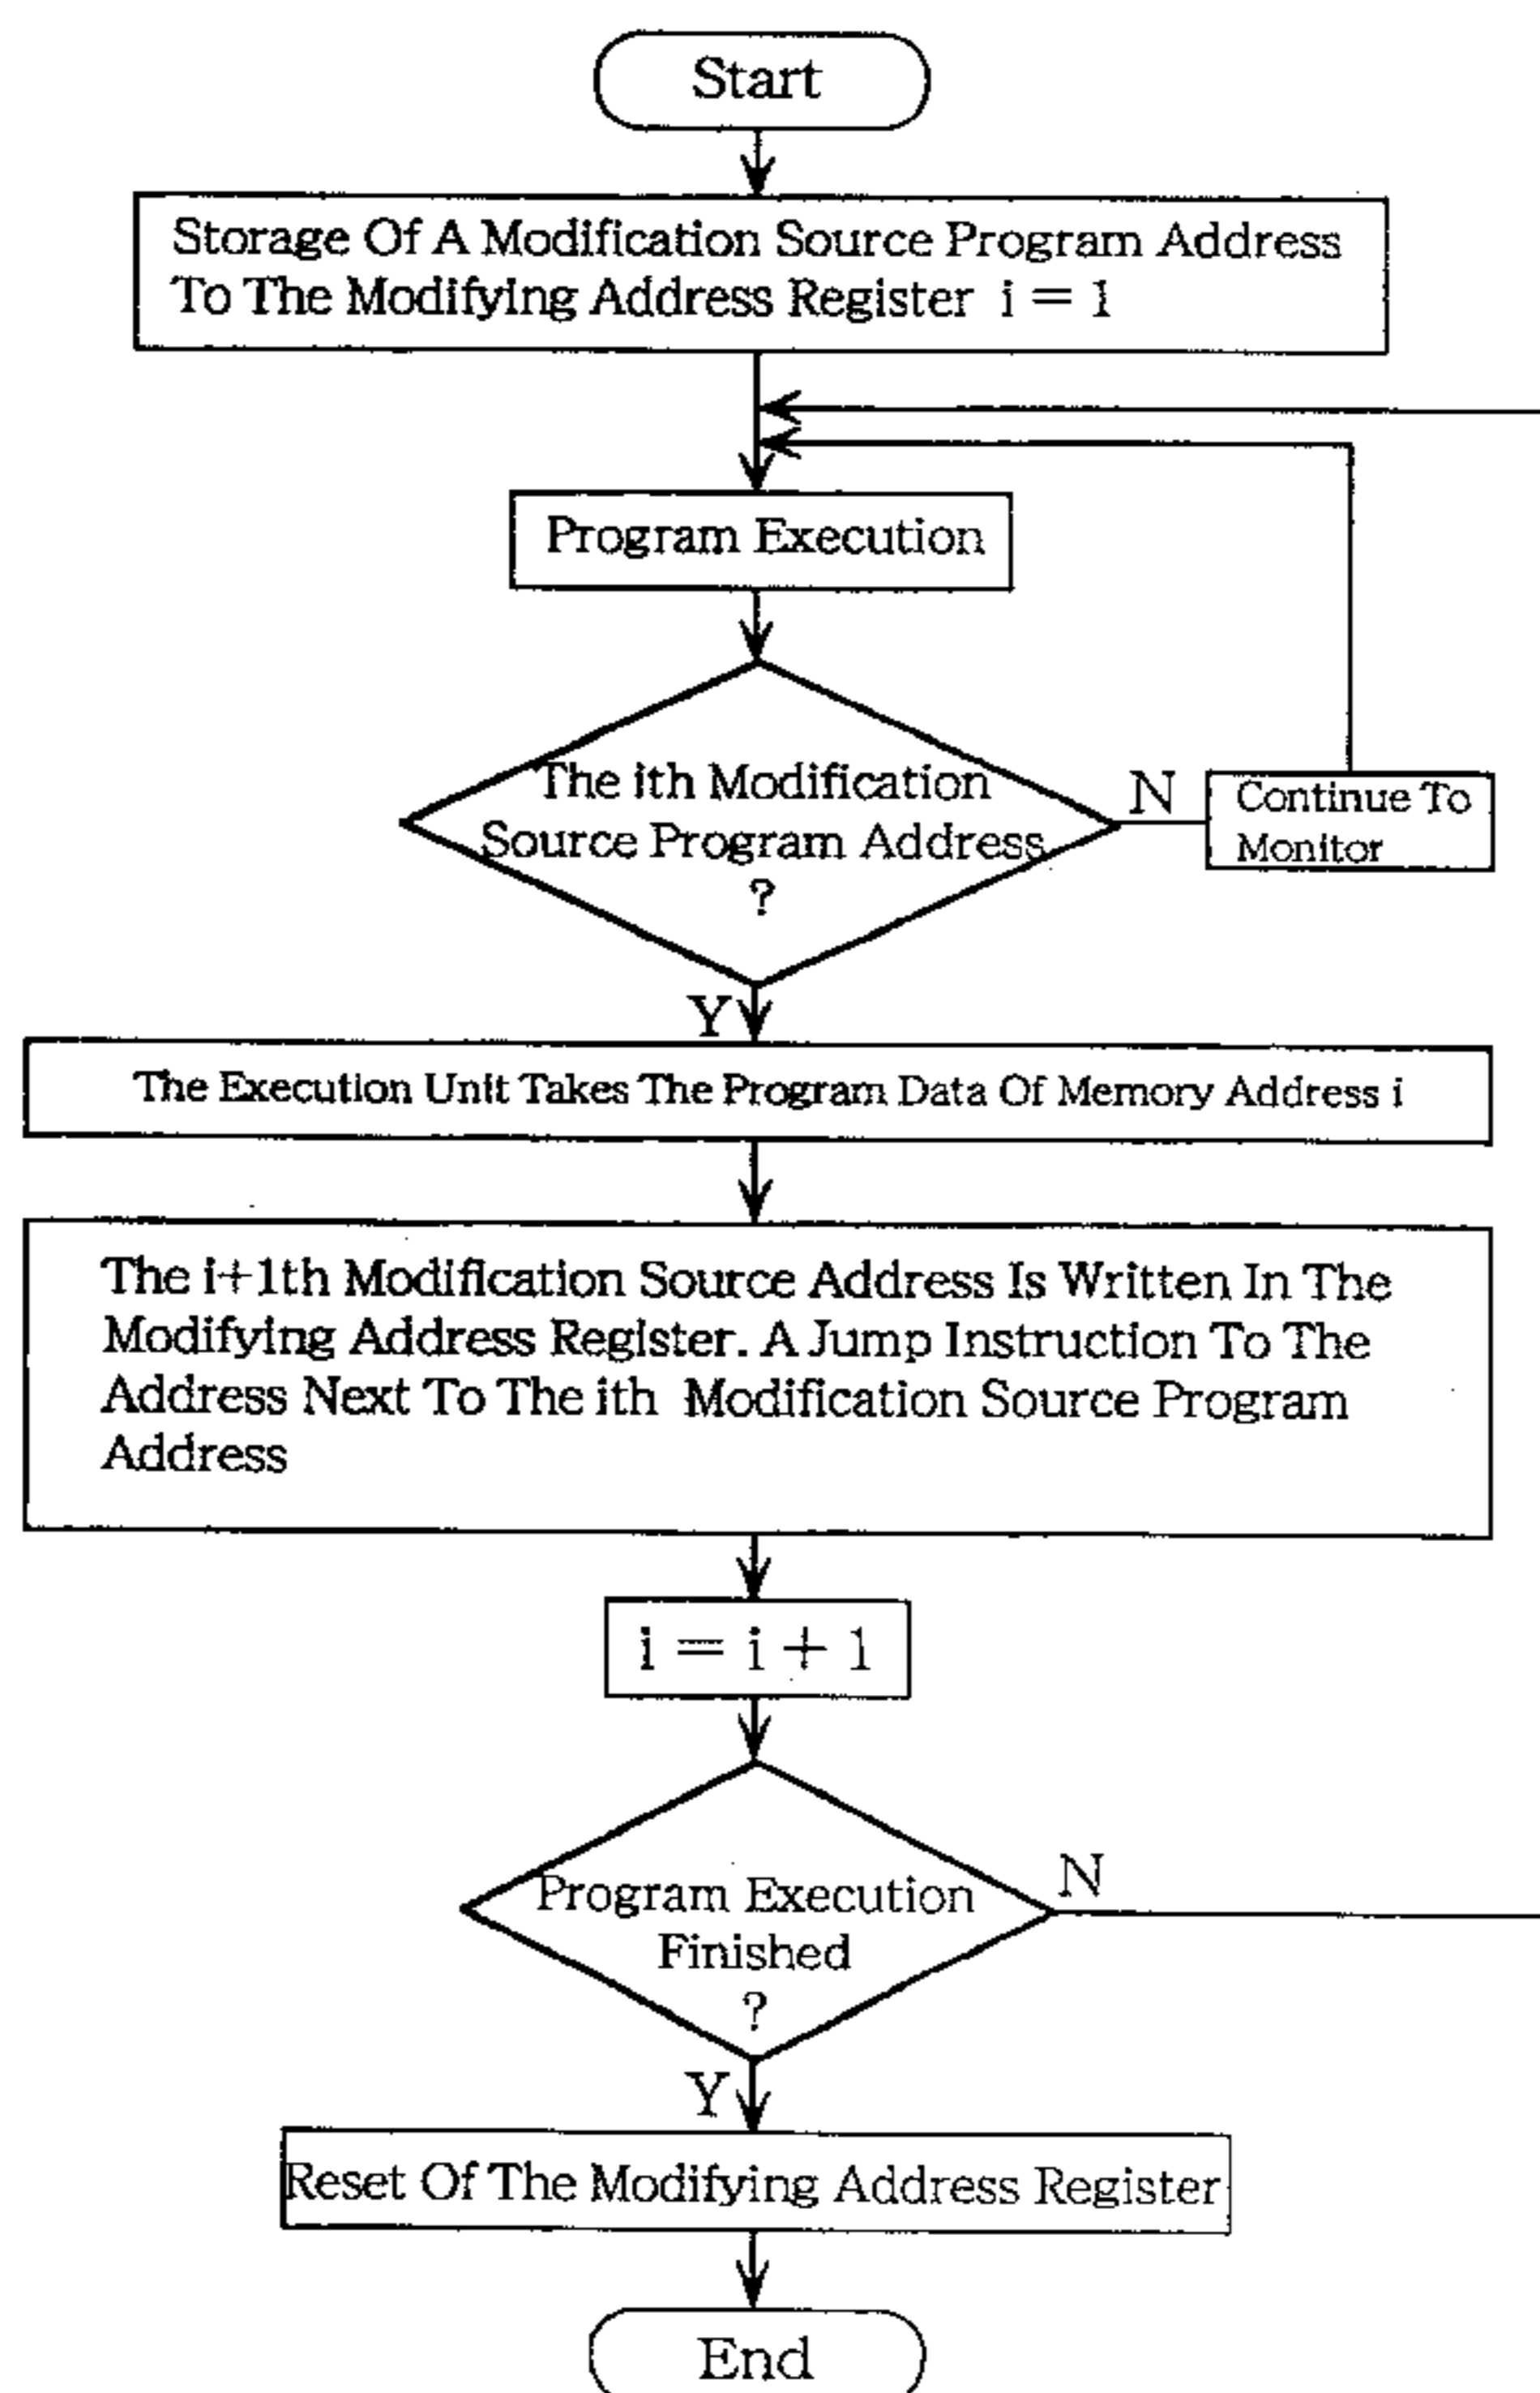 Start
Storage Of A Modification Source Program Address
To The Modifying Address Register i = 1
Program Execution
The ith Modification
Source Program Address
?
N
Continue To
Monitor
Y
The Execution Unit Takes The Program Data Of Memory Address i
The i+1th Modification Source Address Is Written In The
Modifying Address Register. A Jump Instruction To The
Address Next To The ith Modification Source Program
Address
i = i + 1
Program Execution
Finished
?
N
Y
Reset Of The Modifying Address Register
End